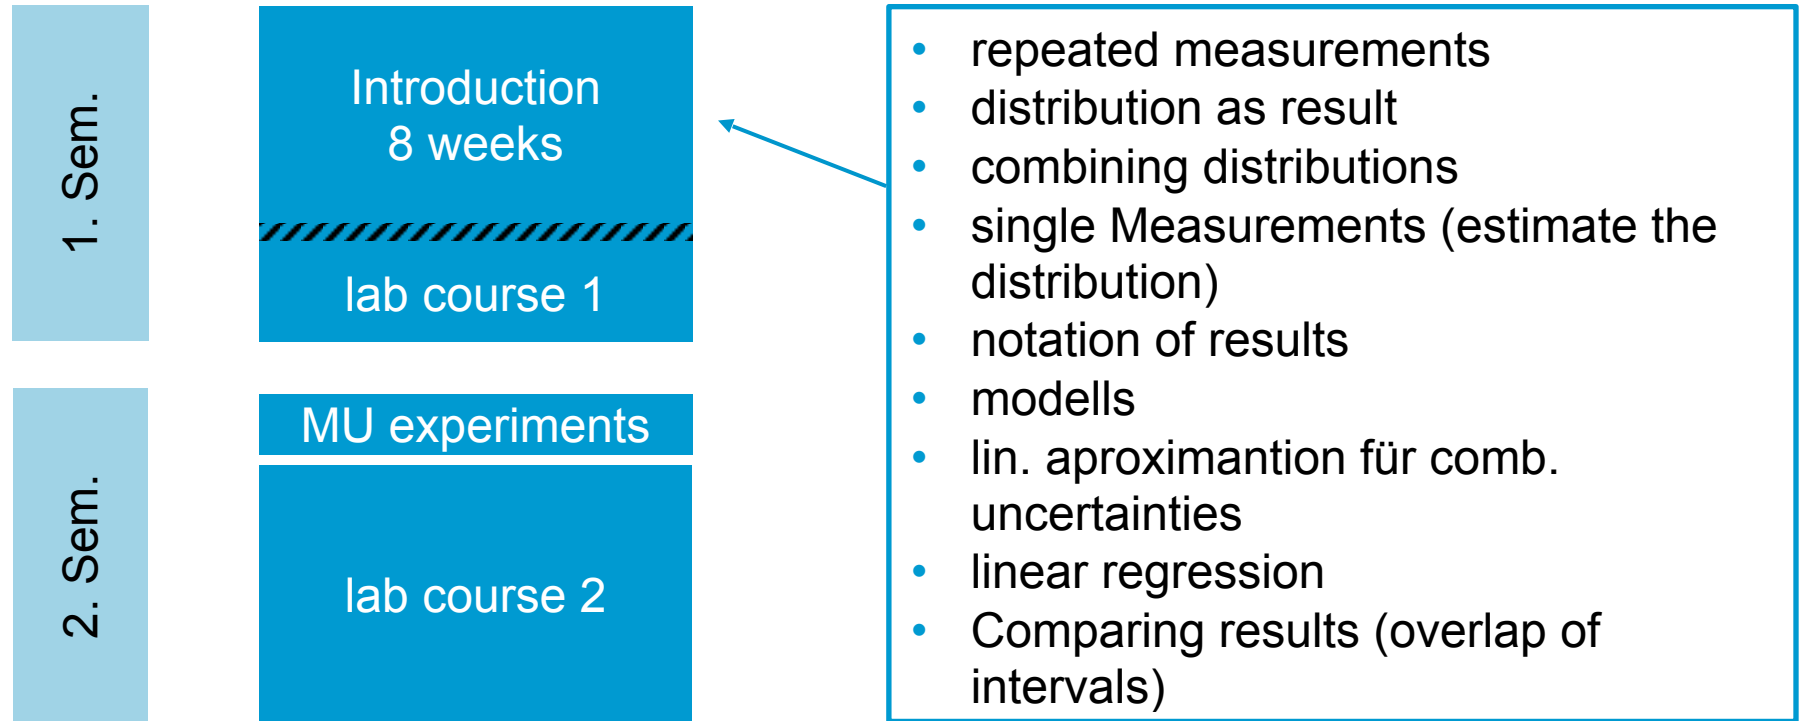 1. Sem.
Introduction
8 weeks
lab course 1
2. Sem.
MU experiments
lab course 2
• repeated measurements
• distribution as result
• combining distributions
• single Measurements (estimate the
distribution)
• notation of results
• modells
• lin. aproximantion für comb.
uncertainties
• linear regression
• Comparing results (overlap of
intervals)